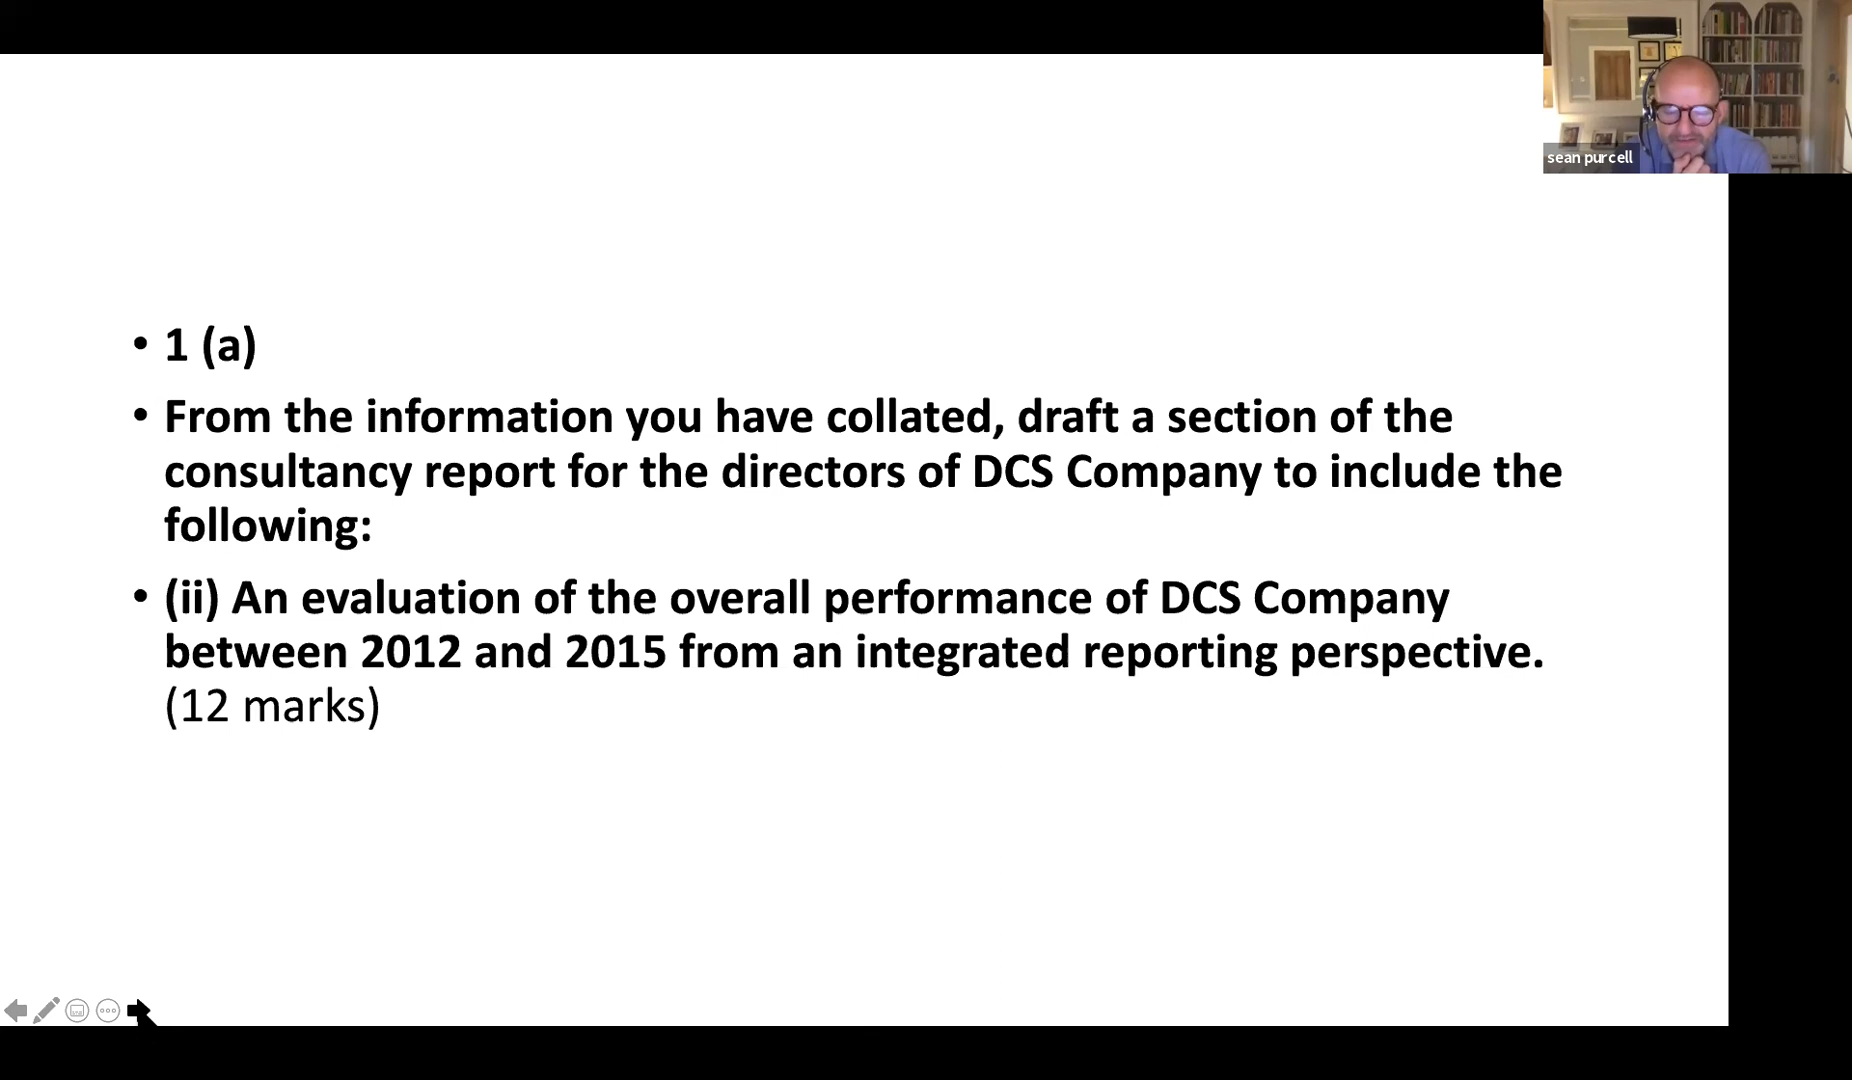 sean purcell
• 1 (a)
• From the information you have collated, draft a section of the
consultancy report for the directors of DCS Company to include the
following:
• (ii) An evaluation of the overall performance of DCS Company
between 2012 and 2015 from an integrated reporting perspective.
(12 marks)